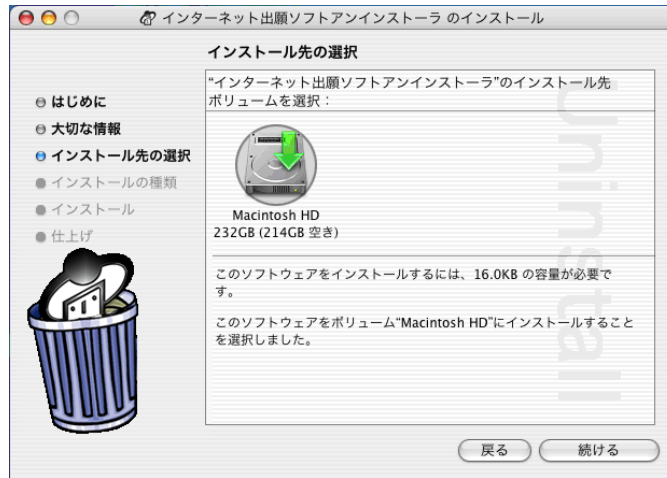 インターネット出願ソフトアンインストーラ のインストール
インストール先の選択
はじめに
大切な情報
インストール先の選択
インストールの種類
インストール
仕上げ
“インターネット出願ソフトアンインストーラ”のインストール先
ボリュームを選択：
Macintosh HD
232GB (214GB 空き)
このソフトウェアをインストールするには、16.0KB の容量が必要で
す。
このソフトウェアをボリューム“Macintosh HD”にインストールすること
を選択しました。
Uninstall
戻る
続ける